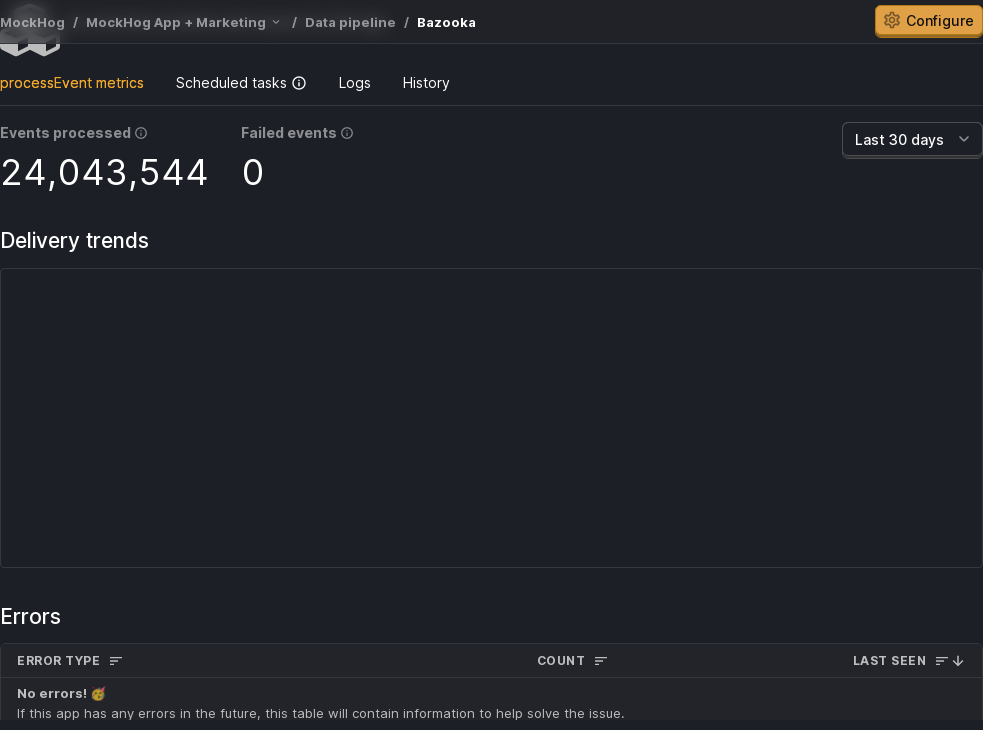 MockHog / MockHog App + Marketing / Data pipeline / Bazooka
Configure
processEvent metrics Scheduled tasks Logs History
Events processed Failed events
Last 30 days
24,043,544 0
Delivery trends
Errors
ERROR TYPE COUNT LAST SEEN
No errors! 🥳
If this app has any errors in the future, this table will contain information to help solve the issue.